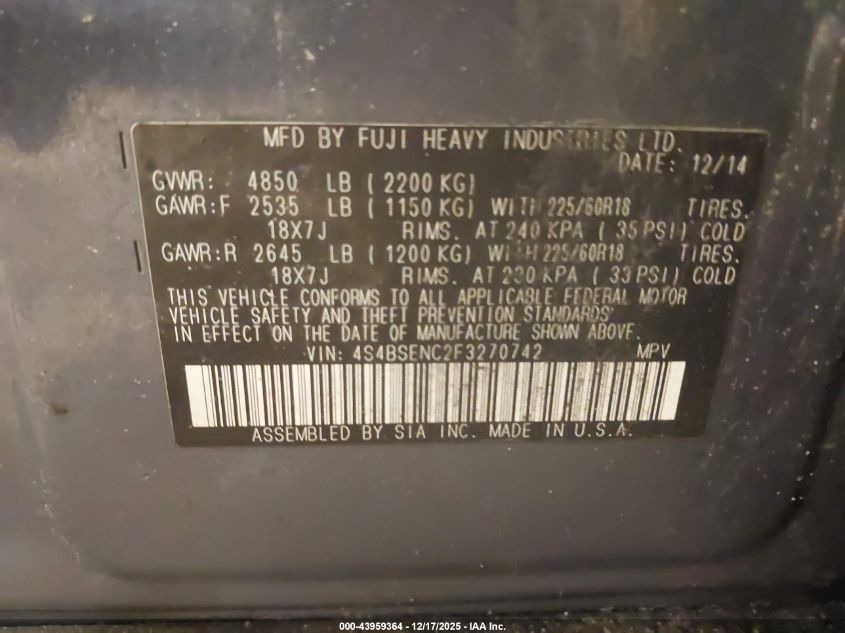 MFD BY FUJI HEAVY INDUSTRIES LTD.
DATE: 12/14
GVWR: 4850 LB ( 2200 KG)
GAWR:F 2535 LB ( 1150 KG) WITH 225/60R18 TIRES.
18X7J RIMS. AT 240 KPA ( 35 PSI) COLD
GAWR:R 2645 LB ( 1200 KG) WITH 225/60R18 TIRES.
18X7J RIMS. AT 230 KPA ( 33 PSI) COLD
THIS VEHICLE CONFORMS TO ALL APPLICABLE FEDERAL MOTOR
VEHICLE SAFETY AND THEFT PREVENTION STANDARDS
IN EFFECT ON THE DATE OF MANUFACTURE SHOWN ABOVE.
VIN: 4S4BSENC2F3270742 MPV
ASSEMBLED BY SIA INC. MADE IN U.S.A.
000-43959364 - 12/17/2025 - IAA Inc.